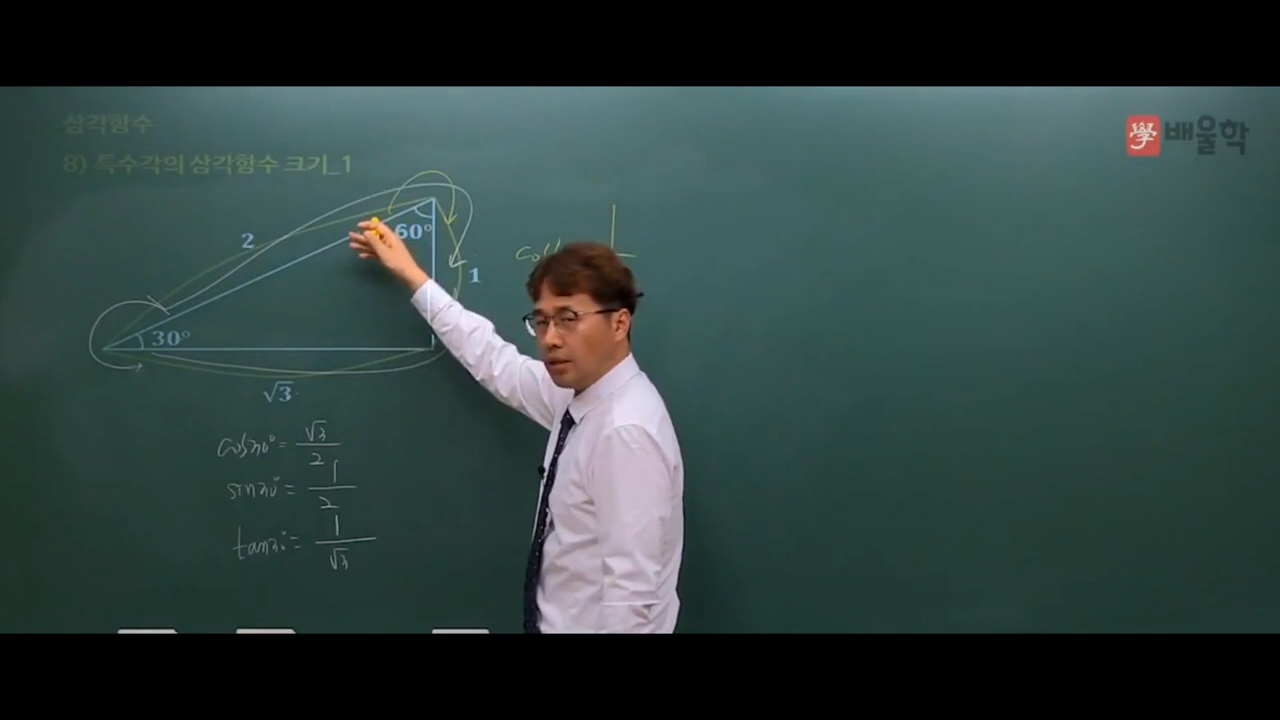 삼각함수
學 배울학
8) 특수각의 삼각함수 크기_1
2
60°
1
30°
√3
cos30° = √3/2
sin30° = 1/2
tan30° = 1/√3